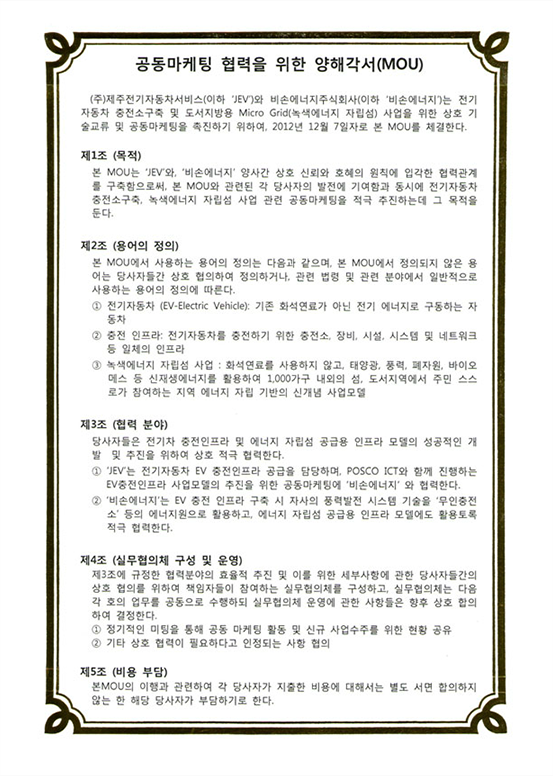 공동마케팅 협력을 위한 양해각서(MOU)
(주)제주전기자동차서비스(이하 'JEV')와 비손에너지주식회사(이하 '비손에너지')는 전기
자동차 충전소구축 및 도서지방용 Micro Grid(녹색에너지 자립섬) 사업을 위한 상호 기
술교류 및 공동마케팅을 촉진하기 위하여, 2012년 12월 7일자로 본 MOU를 체결한다.
제1조 (목적)
본 MOU는 'JEV'와, '비손에너지' 양사간 상호 신뢰와 호혜의 원칙에 입각한 협력관계
를 구축함으로써, 본 MOU와 관련된 각 당사자의 발전에 기여함과 동시에 전기자동차
충전소구축, 녹색에너지 자립섬 사업 관련 공동마케팅을 적극 추진하는데 그 목적을
둔다.
제2조 (용어의 정의)
본 MOU에서 사용하는 용어의 정의는 다음과 같으며, 본 MOU에서 정의되지 않은 용
어는 당사자들간 상호 협의하여 정의하거나, 관련 법령 및 관련 분야에서 일반적으로
사용하는 용어의 정의에 따른다.
① 전기자동차 (EV-Electric Vehicle): 기존 화석연료가 아닌 전기 에너지로 구동하는 자
동차
② 충전 인프라: 전기자동차를 충전하기 위한 충전소, 장비, 시설, 시스템 및 네트워크
등 일체의 인프라
③ 녹색에너지 자립섬 사업 : 화석연료를 사용하지 않고, 태양광, 풍력, 폐자원, 바이오
메스 등 신재생에너지를 활용하여 1,000가구 내외의 섬, 도서지역에서 주민 스스
로가 참여하는 지역 에너지 자립 기반의 신개념 사업모델
제3조 (협력 분야)
당사자들은 전기차 충전인프라 및 에너지 자립섬 공급용 인프라 모델의 성공적인 개
발 및 추진을 위하여 상호 적극 협력한다.
① 'JEV'는 전기자동차 EV 충전인프라 공급을 담당하며, POSCO ICT와 함께 진행하는
EV충전인프라 사업모델의 추진을 위한 공동마케팅에 '비손에너지' 와 협력한다.
② '비손에너지'는 EV 충전 인프라 구축 시 자사의 풍력발전 시스템 기술을 '무인충전
소' 등의 에너지원으로 활용하고, 에너지 자립섬 공급용 인프라 모델에도 활용토록
적극 협력한다.
제4조 (실무협의체 구성 및 운영)
제3조에 규정한 협력분야의 효율적 추진 및 이를 위한 세부사항에 관한 당사자들간의
상호 협의를 위하여 책임자들이 참여하는 실무협의체를 구성하고, 실무협의체는 다음
각 호의 업무를 공동으로 수행하되 실무협의체 운영에 관한 사항들은 향후 상호 합의
하여 결정한다.
① 정기적인 미팅을 통해 공동 마케팅 활동 및 신규 사업수주를 위한 현황 공유
② 기타 상호 협력이 필요하다고 인정되는 사항 협의
제5조 (비용 부담)
본MOU의 이행과 관련하여 각 당사자가 지출한 비용에 대해서는 별도 서면 합의하지
않는 한 해당 당사자가 부담하기로 한다.